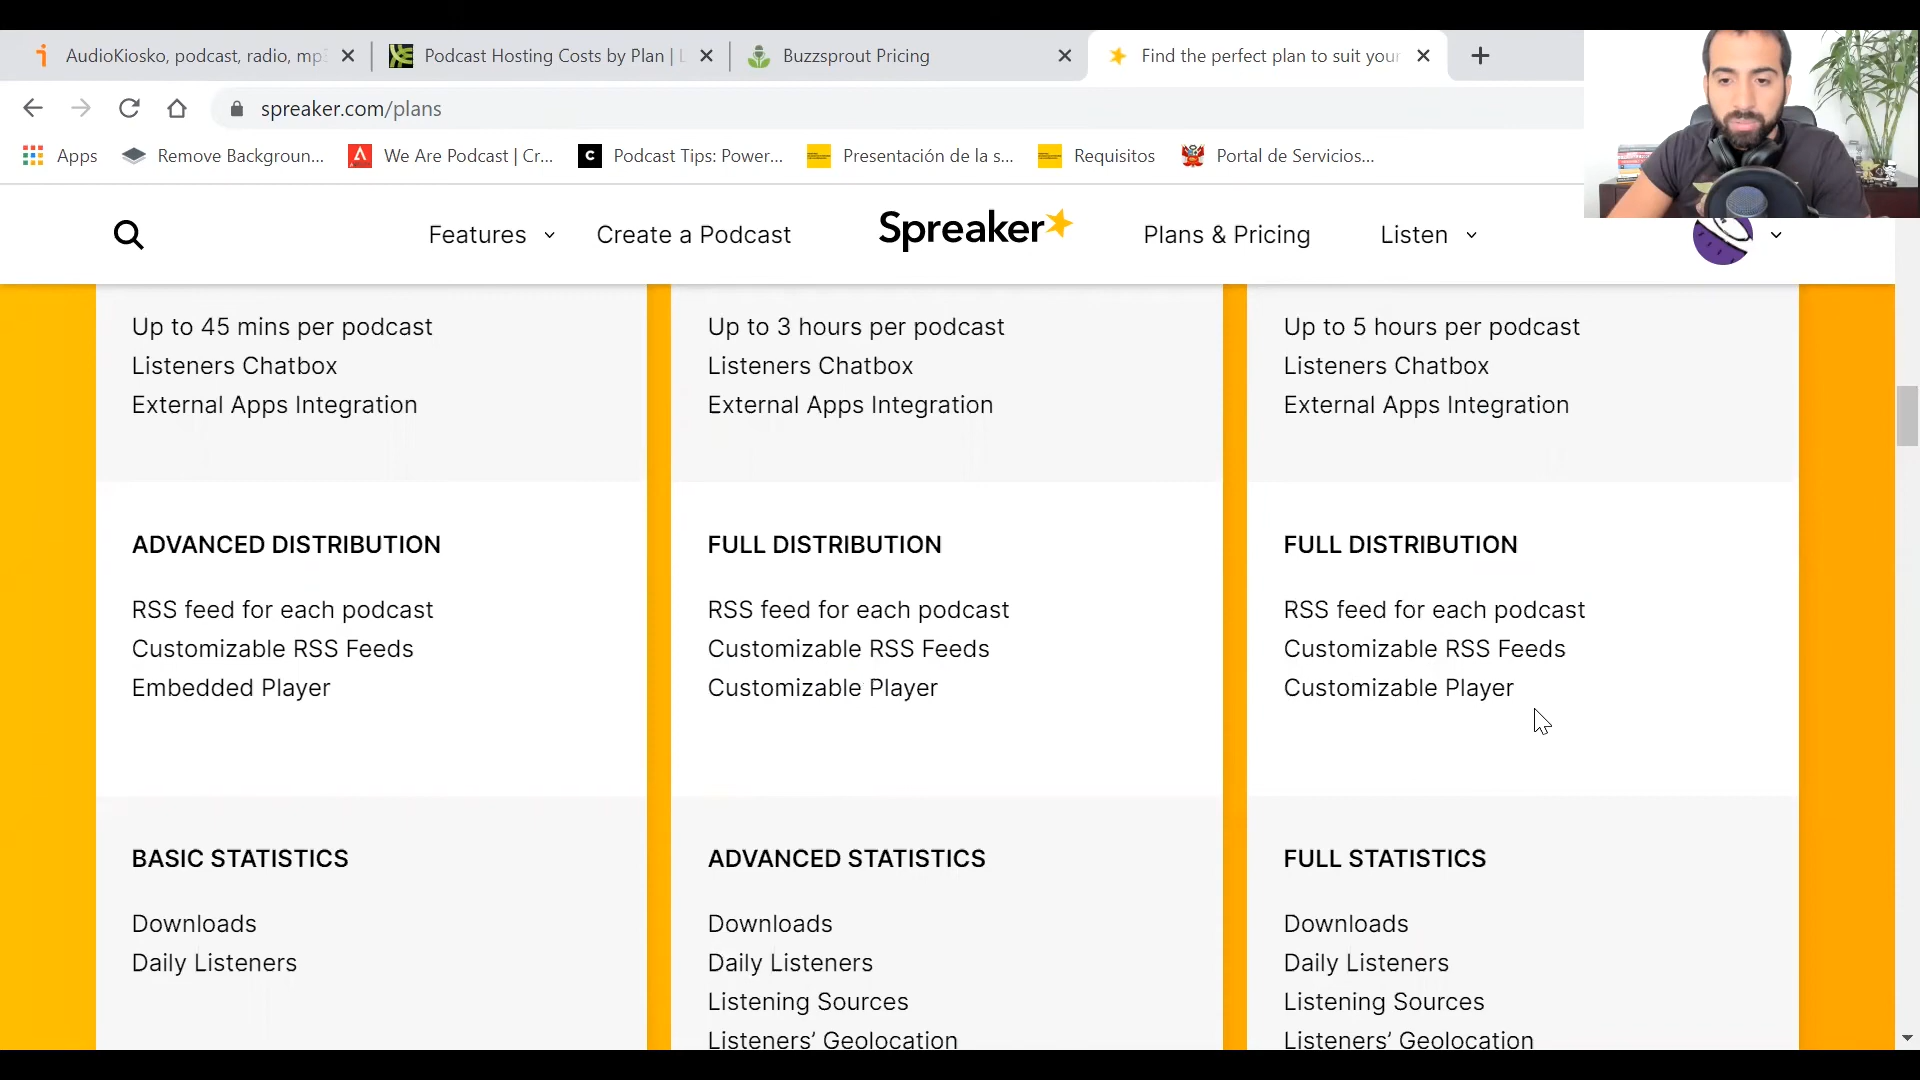 AudioKiosko, podcast, radio, mp
Podcast Hosting Costs by Plan | L
Buzzsprout Pricing
Find the perfect plan to suit your
spreaker.com/plans
Apps
Remove Backgroun...
We Are Podcast | Cr...
Podcast Tips: Power...
Presentación de la s...
Requisitos
Portal de Servicios...
Features
Create a Podcast
Spreaker
Plans & Pricing
Listen
Up to 45 mins per podcast
Listeners Chatbox
External Apps Integration
Up to 3 hours per podcast
Listeners Chatbox
External Apps Integration
Up to 5 hours per podcast
Listeners Chatbox
External Apps Integration
ADVANCED DISTRIBUTION
RSS feed for each podcast
Customizable RSS Feeds
Embedded Player
FULL DISTRIBUTION
RSS feed for each podcast
Customizable RSS Feeds
Customizable Player
FULL DISTRIBUTION
RSS feed for each podcast
Customizable RSS Feeds
Customizable Player
BASIC STATISTICS
Downloads
Daily Listeners
ADVANCED STATISTICS
Downloads
Daily Listeners
Listening Sources
Listeners’ Geolocation
FULL STATISTICS
Downloads
Daily Listeners
Listening Sources
Listeners’ Geolocation